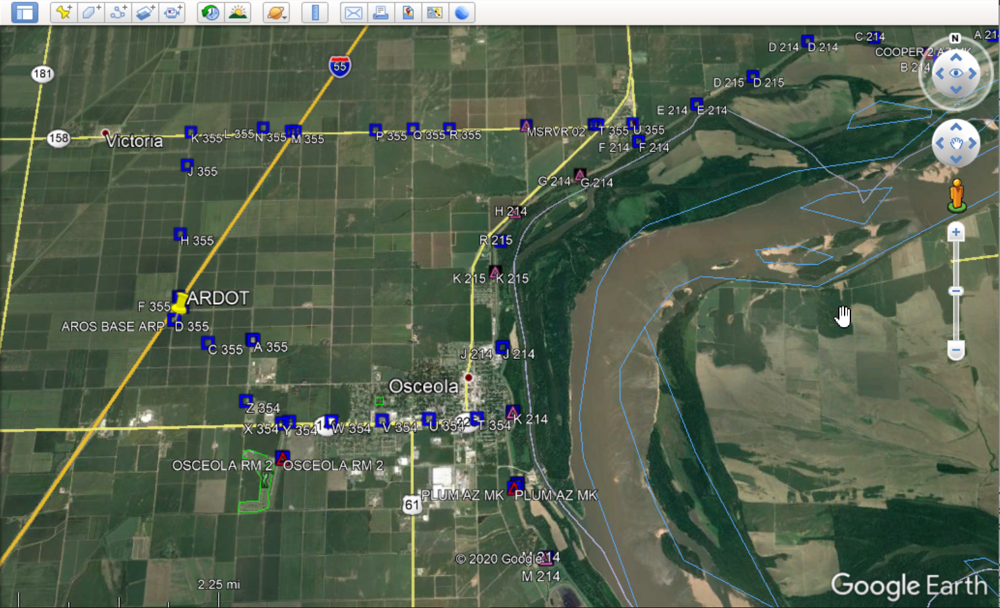 N
C 214
A 21
D 214
D 214
COOPER 2 AZ MK
B 214
55
181
D 215
D 215
E 214
E 214
158
Victoria
K 355
L 355
N 355
M 355
P 355
Q 355
R 355
MSRVR 02
T 355
U 355
F 214
F 214
J 355
G 214
G 214
H 214
H 355
R 215
K 215
K 215
F 355
ARDOT
AROS BASE ARP
D 355
C 355
A 355
J 214
J 214
Osceola
Z 354
X 354
Y 354
W 354
V 354
U 354
T 354
K 214
OSCEOLA RM 2
OSCEOLA RM 2
PLUM AZ MK
PLUM AZ MK
61
© 2020 Google
M 214
M 214
2.25 mi
Google Earth